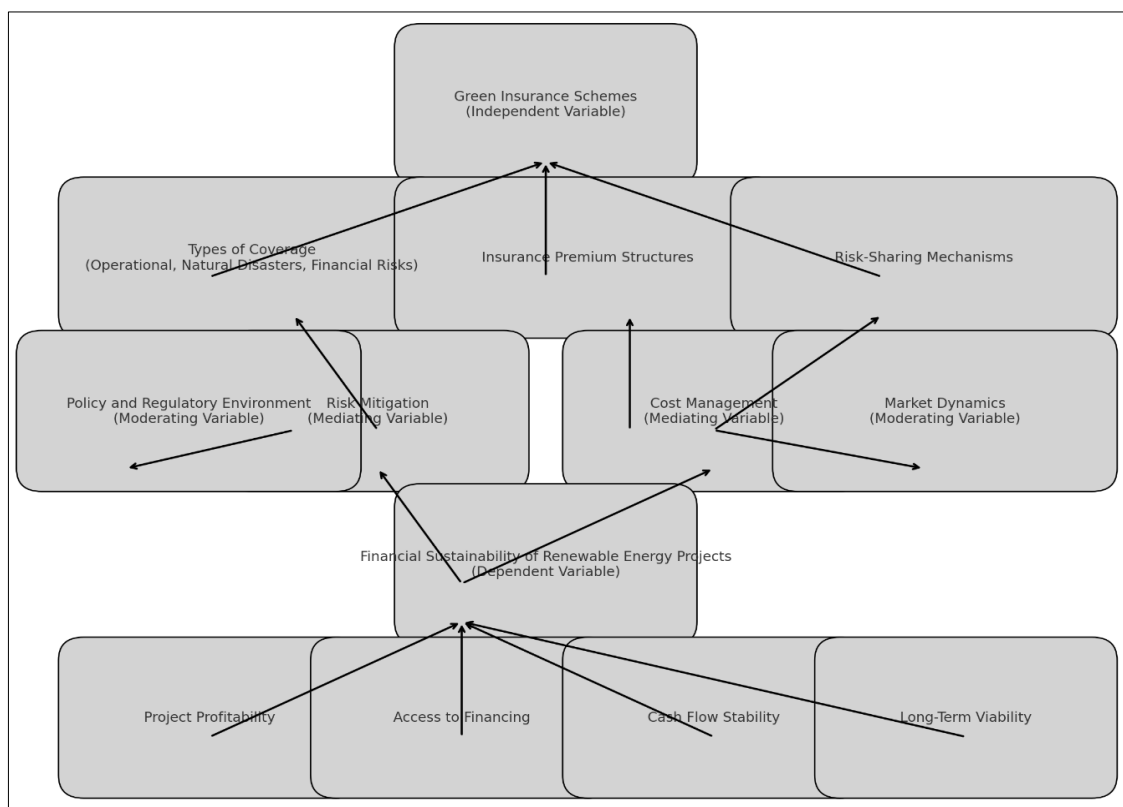 Green Insurance Schemes
(Independent Variable)
Types of Coverage
(Operational, Natural Disasters, Financial Risks)
Insurance Premium Structures
Risk-Sharing Mechanisms
Policy and Regulatory Environment
(Moderating Variable)
Risk Mitigation
(Mediating Variable)
Cost Management
(Mediating Variable)
Market Dynamics
(Moderating Variable)
Financial Sustainability of Renewable Energy Projects
(Dependent Variable)
Project Profitability
Access to Financing
Cash Flow Stability
Long-Term Viability